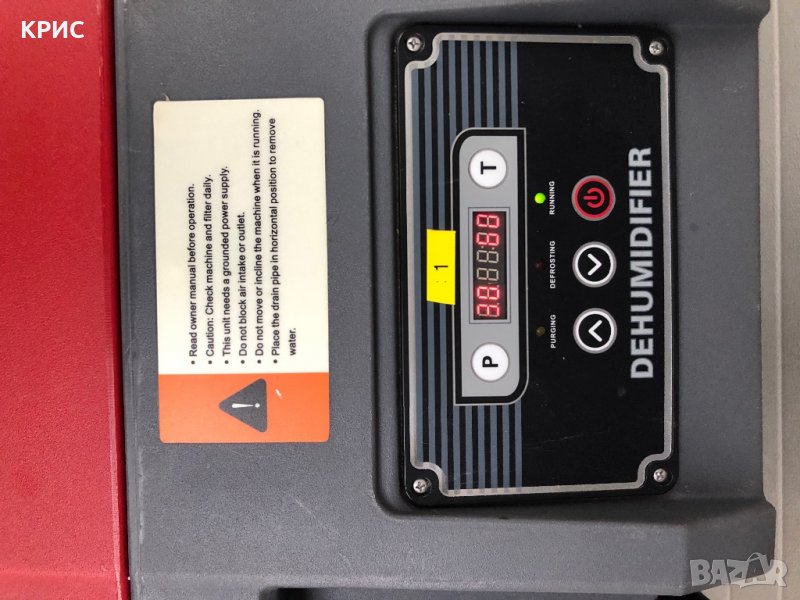 КРИС
• Read owner manual before operation.
• Caution: Check machine and filter daily.
• This unit needs a grounded power supply.
• Do not block air intake or outlet.
• Do not move or incline the machine when it is running.
• Place the drain pipe in horizontal position to remove
water.
1
P
T
PURGING
DEFROSTING
RUNNING
DEHUMIDIFIER
BAZAR